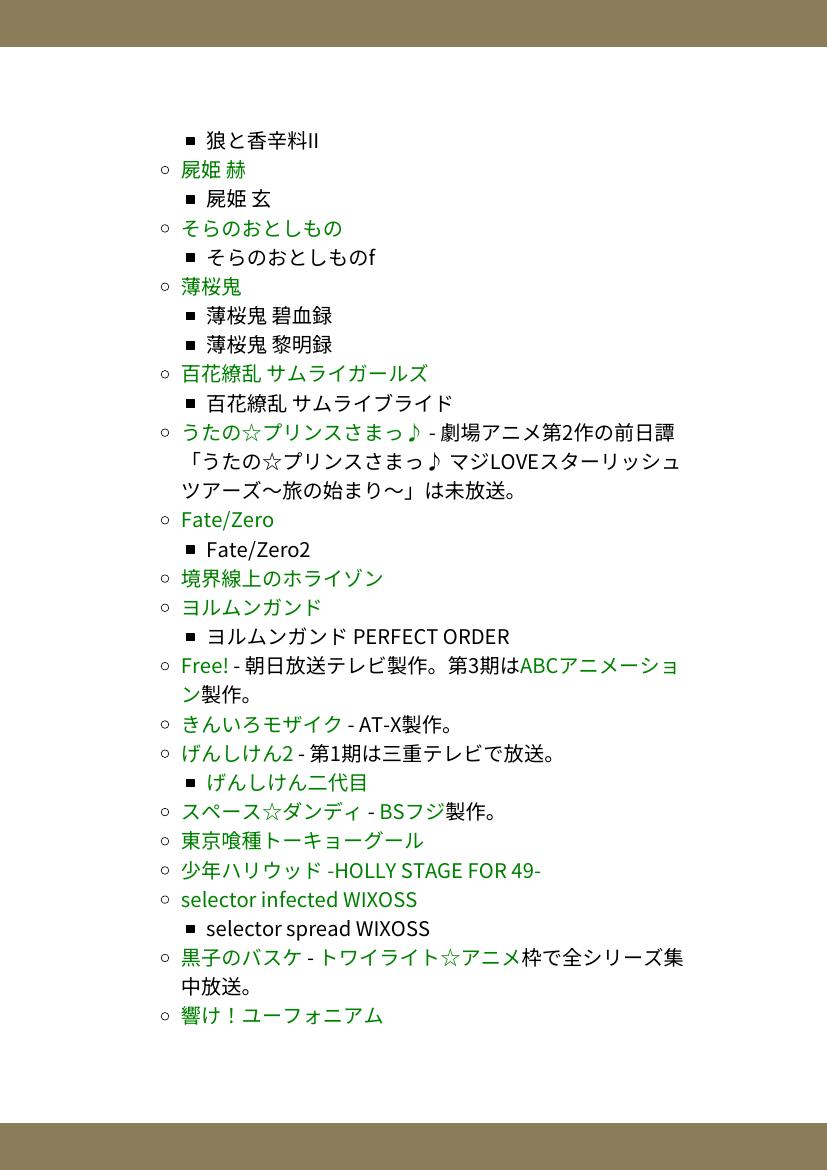 狼と香辛料II
屍姫 赫
屍姫 玄
そらのおとしもの
そらのおとしものf
薄桜鬼
薄桜鬼 碧血録
薄桜鬼 黎明録
百花繚乱 サムライガールズ
百花繚乱 サムライブライド
うたの☆プリンスさまっ♪ - 劇場アニメ第2作の前日譚
「うたの☆プリンスさまっ♪ マジLOVEスターリッシュ
ツアーズ〜旅の始まり〜」は未放送。
Fate/Zero
Fate/Zero2
境界線上のホライゾン
ヨルムンガンド
ヨルムンガンド PERFECT ORDER
Free! - 朝日放送テレビ製作。第3期はABCアニメーショ
ン製作。
きんいろモザイク - AT-X製作。
げんしけん2 - 第1期は三重テレビで放送。
げんしけん二代目
スペース☆ダンディ - BSフジ製作。
東京喰種トーキョーグール
少年ハリウッド -HOLLY STAGE FOR 49-
selector infected WIXOSS
selector spread WIXOSS
黒子のバスケ - トワイライト☆アニメ枠で全シリーズ集
中放送。
響け！ユーフォニアム